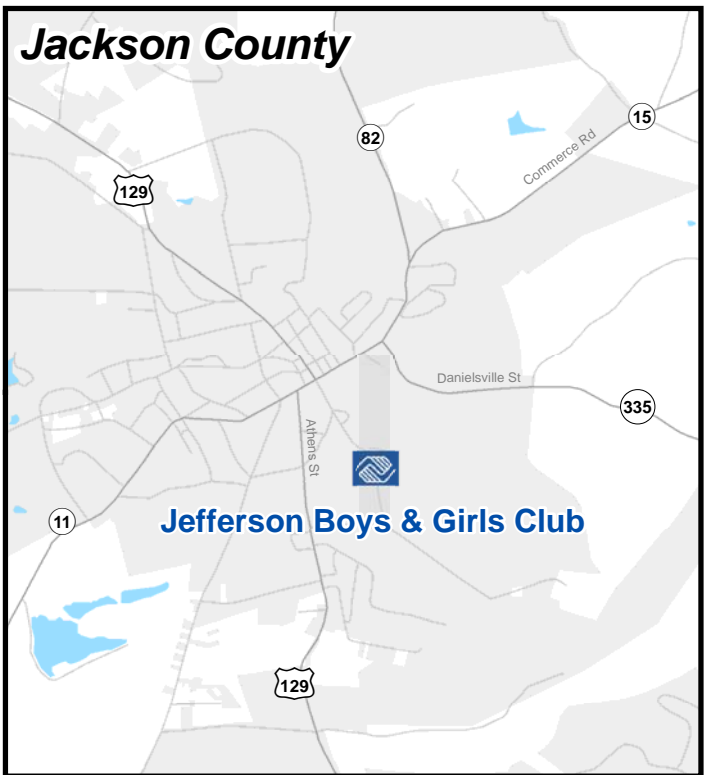 Jackson County
15
82
Commerce Rd
129
Danielsville St
335
Athens St
11
Jefferson Boys & Girls Club
129